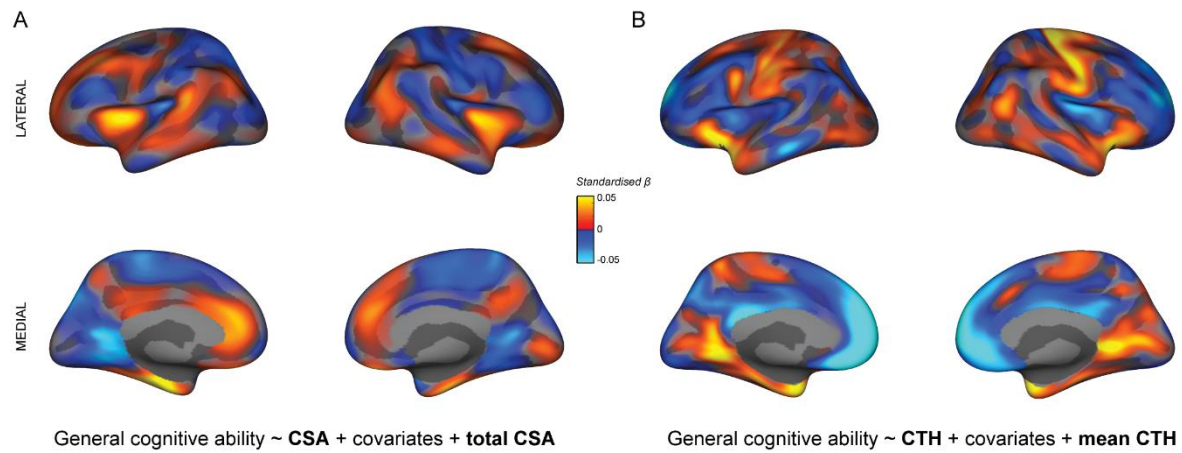 A
B
LATERAL
Standardised β
0.05
0
-0.05
MEDIAL
General cognitive ability ~ CSA + covariates + total CSA
General cognitive ability ~ CTH + covariates + mean CTH